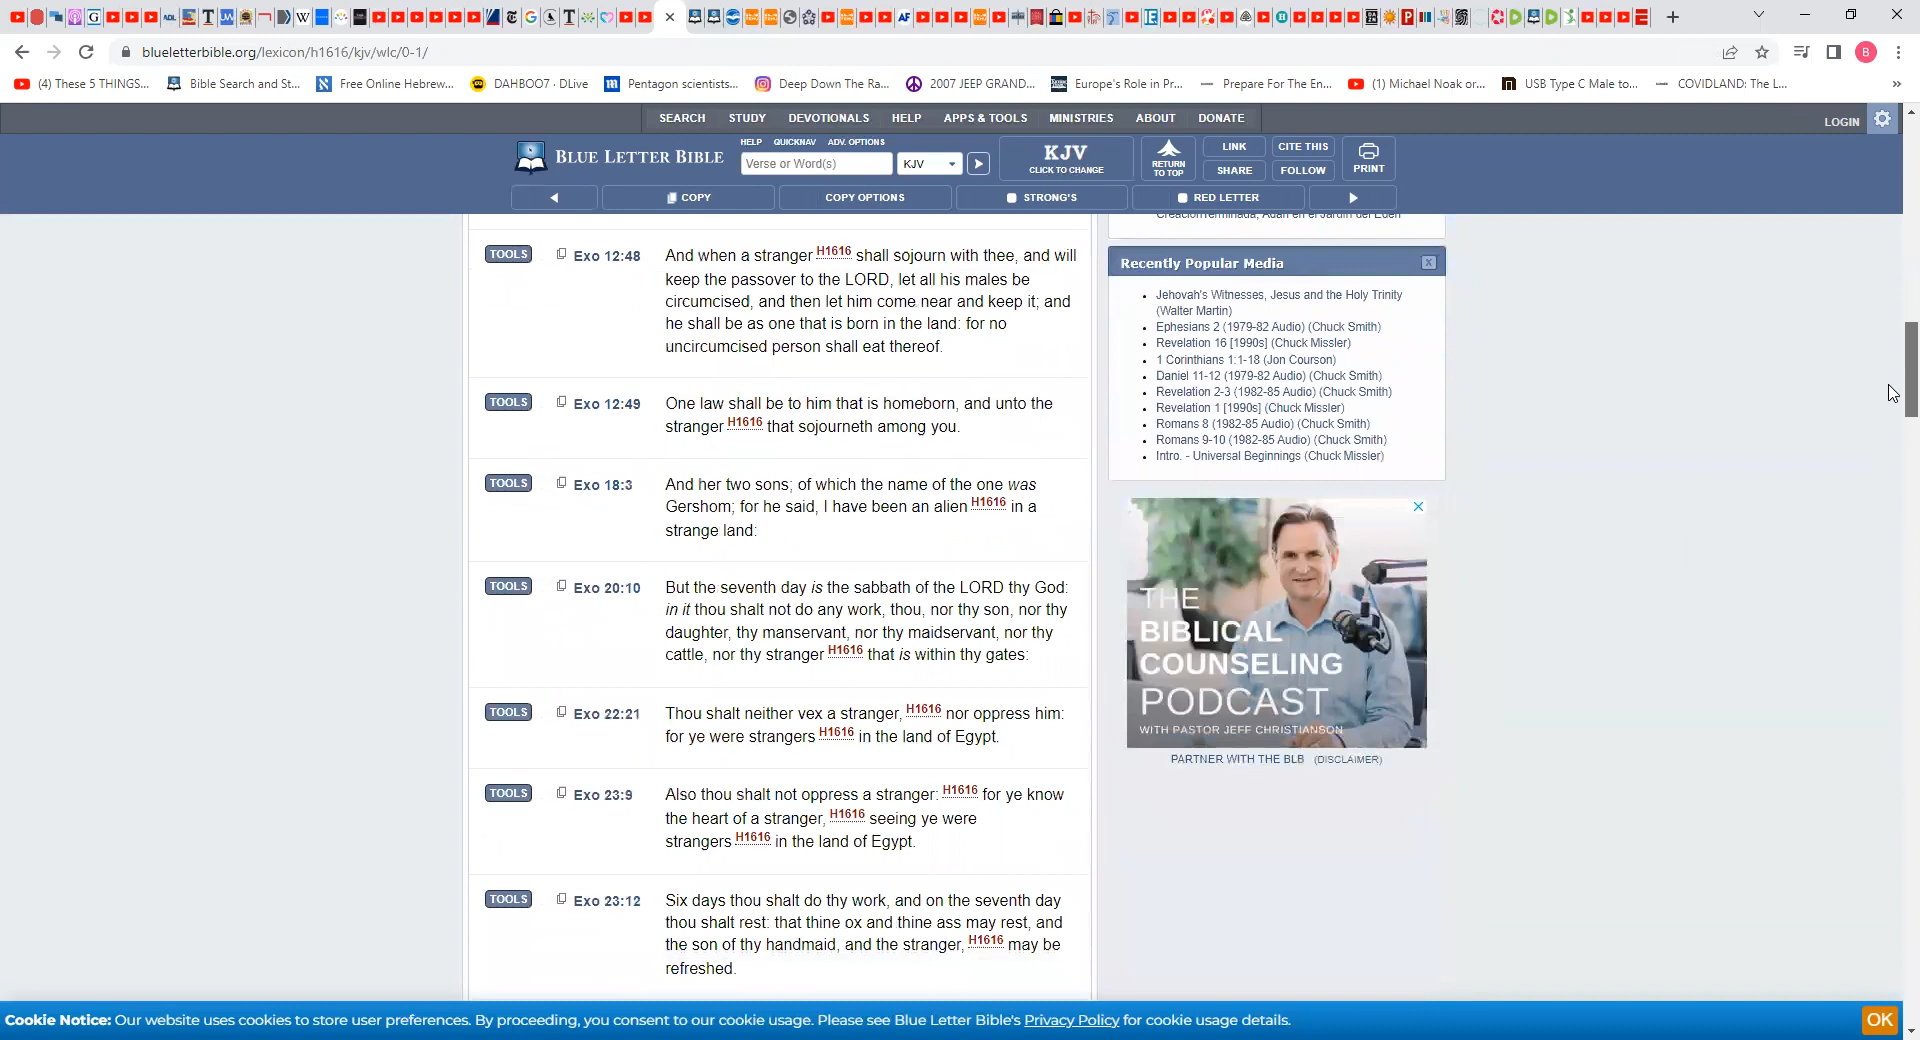 blueletterbible.org/lexicon/h1616/kjv/wlc/0-1/
B
(4) These 5 THINGS... Bible Search and St... Free Online Hebrew... DAHBOO7 · DLive Pentagon scientists... Deep Down The Ra... 2007 JEEP GRAND... Europe's Role in Pr... Prepare For The En... (1) Michael Noak or... USB Type C Male to... COVIDLAND: The L... »
SEARCH STUDY DEVOTIONALS HELP APPS & TOOLS MINISTRIES ABOUT DONATE
LOGIN
HELP QUICKNAV ADV. OPTIONS
BLUE LETTER BIBLE
Verse or Word(s) KJV
KJV
CLICK TO CHANGE
RETURN
TO TOP
LINK CITE THIS
SHARE FOLLOW
PRINT
COPY COPY OPTIONS STRONG'S RED LETTER
TOOLS Exo 12:48 And when a stranger H1616 shall sojourn with thee, and will
keep the passover to the LORD, let all his males be
circumcised, and then let him come near and keep it; and
he shall be as one that is born in the land: for no
uncircumcised person shall eat thereof.
TOOLS Exo 12:49 One law shall be to him that is homeborn, and unto the
stranger H1616 that sojourneth among you.
TOOLS Exo 18:3 And her two sons; of which the name of the one was
Gershom; for he said, I have been an alien H1616 in a
strange land:
TOOLS Exo 20:10 But the seventh day is the sabbath of the LORD thy God:
in it thou shalt not do any work, thou, nor thy son, nor thy
daughter, thy manservant, nor thy maidservant, nor thy
cattle, nor thy stranger H1616 that is within thy gates:
TOOLS Exo 22:21 Thou shalt neither vex a stranger, H1616 nor oppress him:
for ye were strangers H1616 in the land of Egypt.
TOOLS Exo 23:9 Also thou shalt not oppress a stranger: H1616 for ye know
the heart of a stranger, H1616 seeing ye were
strangers H1616 in the land of Egypt.
TOOLS Exo 23:12 Six days thou shalt do thy work, and on the seventh day
thou shalt rest: that thine ox and thine ass may rest, and
the son of thy handmaid, and the stranger, H1616 may be
refreshed.
Recently Popular Media
Jehovah's Witnesses, Jesus and the Holy Trinity
(Walter Martin)
Ephesians 2 (1979-82 Audio) (Chuck Smith)
Revelation 16 [1990s] (Chuck Missler)
1 Corinthians 1:1-18 (Jon Courson)
Daniel 11-12 (1979-82 Audio) (Chuck Smith)
Revelation 2-3 (1982-85 Audio) (Chuck Smith)
Revelation 1 [1990s] (Chuck Missler)
Romans 8 (1982-85 Audio) (Chuck Smith)
Romans 9-10 (1982-85 Audio) (Chuck Smith)
Intro. - Universal Beginnings (Chuck Missler)
THE
BIBLICAL
COUNSELING
PODCAST
WITH PASTOR JEFF CHRISTIANSON
PARTNER WITH THE BLB (DISCLAIMER)
Cookie Notice: Our website uses cookies to store user preferences. By proceeding, you consent to our cookie usage. Please see Blue Letter Bible's Privacy Policy for cookie usage details.
OK